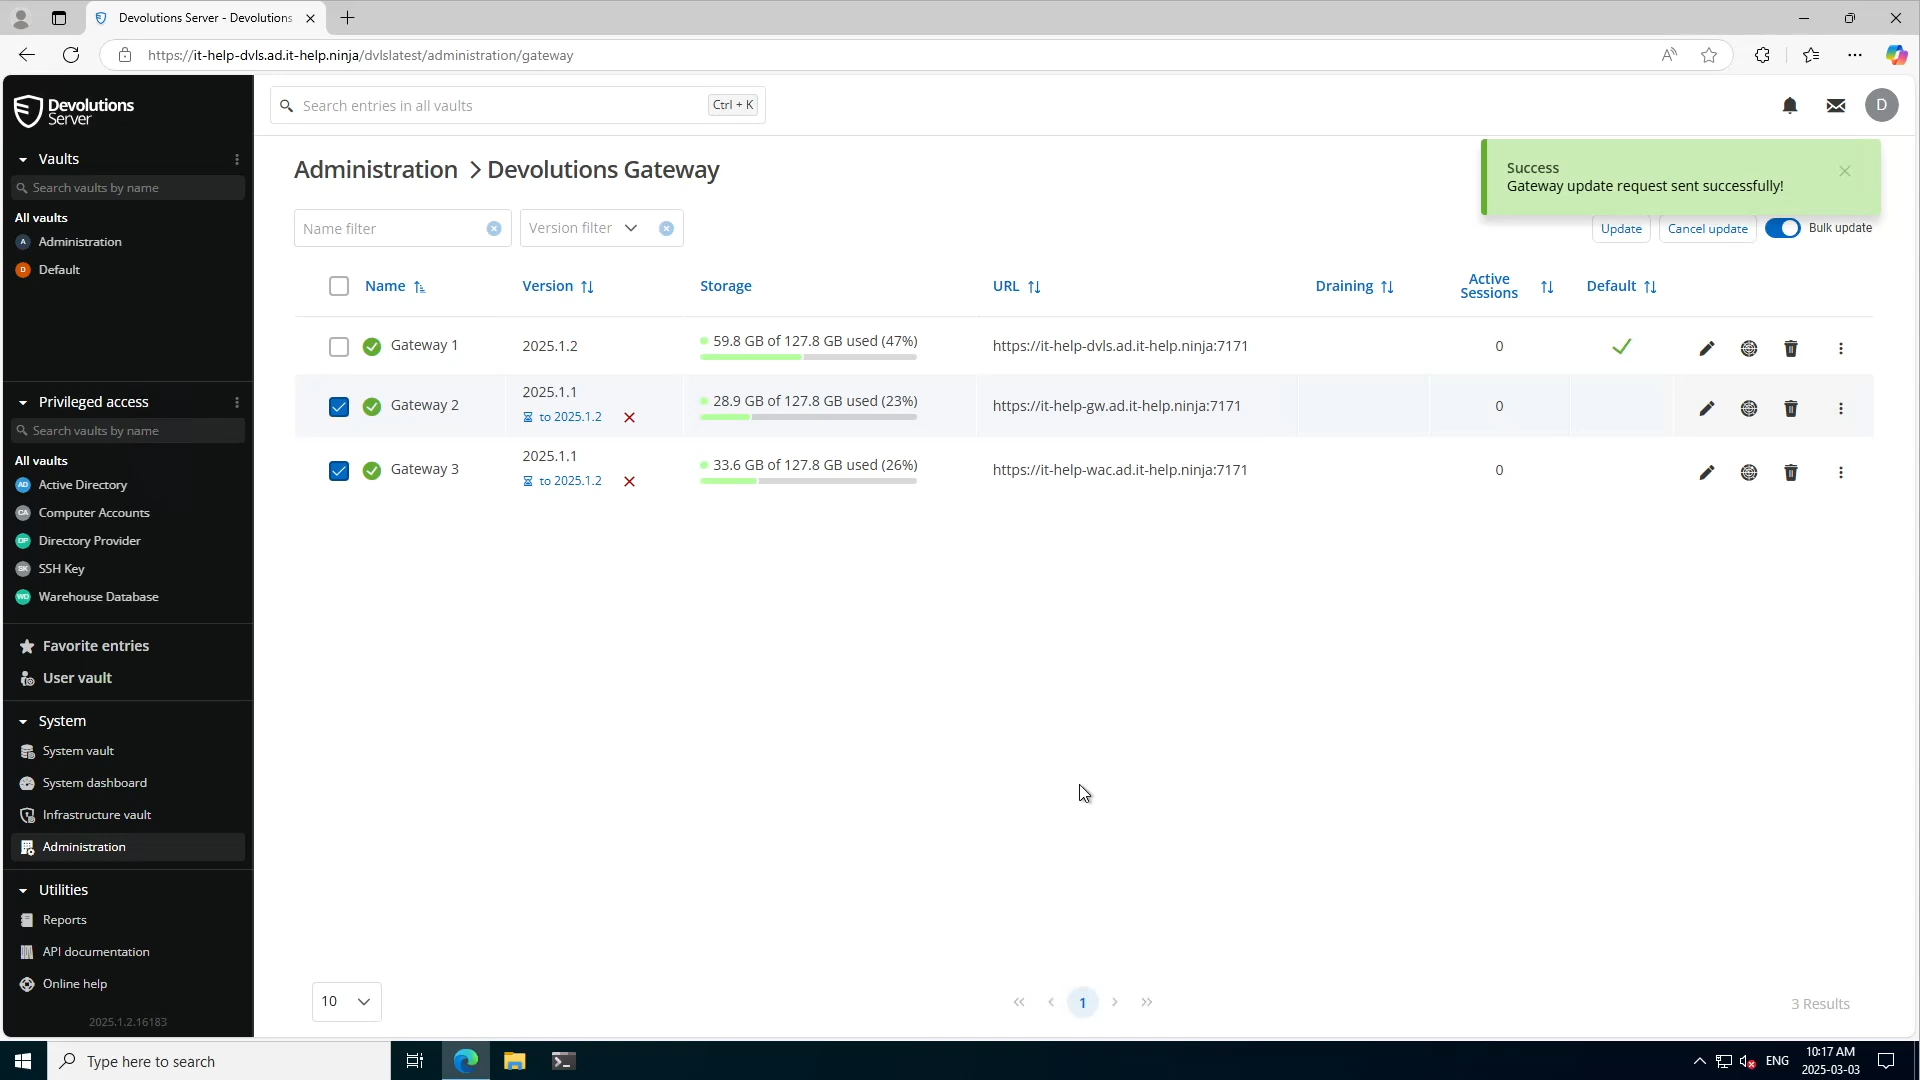 Devolutions Server - Devolutions
https://it-help-dvls.ad.it-help.ninja/dvlslatest/administration/gateway
Devolutions
Server
Vaults
Search vaults by name
All vaults
A Administration
D Default
Privileged access
Search vaults by name
All vaults
AD Active Directory
CA Computer Accounts
DP Directory Provider
SK SSH Key
WD Warehouse Database
Favorite entries
User vault
System
System vault
System dashboard
Infrastructure vault
Administration
Utilities
Reports
API documentation
Online help
2025.1.2.16183
Search entries in all vaults
Ctrl + K
D
Administration > Devolutions Gateway
Success
Gateway update request sent successfully!
Name filter
Version filter
Update
Cancel update
Bulk update
Name
Version
Storage
URL
Draining
Active
Sessions
Default
Gateway 1
2025.1.2
59.8 GB of 127.8 GB used (47%)
https://it-help-dvls.ad.it-help.ninja:7171
0
Gateway 2
2025.1.1
to 2025.1.2
28.9 GB of 127.8 GB used (23%)
https://it-help-gw.ad.it-help.ninja:7171
0
Gateway 3
2025.1.1
to 2025.1.2
33.6 GB of 127.8 GB used (26%)
https://it-help-wac.ad.it-help.ninja:7171
0
10
1
3 Results
Type here to search
ENG
10:17 AM
2025-03-03